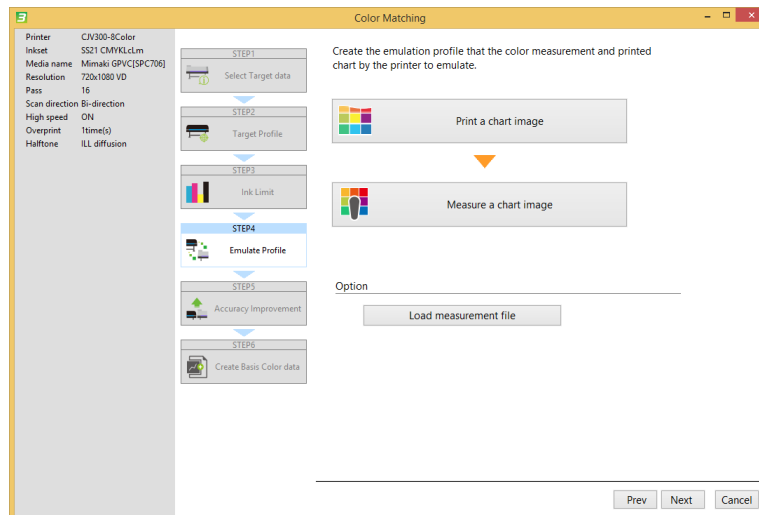 3
Color Matching
Printer CJV300-8Color
Inkset SS21 CMYKLcLm
Media name Mimaki GPVC[SPC706]
Resolution 720x1080 VD
Pass 16
Scan direction Bi-direction
High speed ON
Overprint 1time(s)
Halftone ILL diffusion
STEP1
Select Target data
STEP2
Target Profile
STEP3
Ink Limit
STEP4
Emulate Profile
STEP5
Accuracy Improvement
STEP6
Create Basis Color data
Create the emulation profile that the color measurement and printed
chart by the printer to emulate.
Print a chart image
Measure a chart image
Option
Load measurement file
Prev Next Cancel